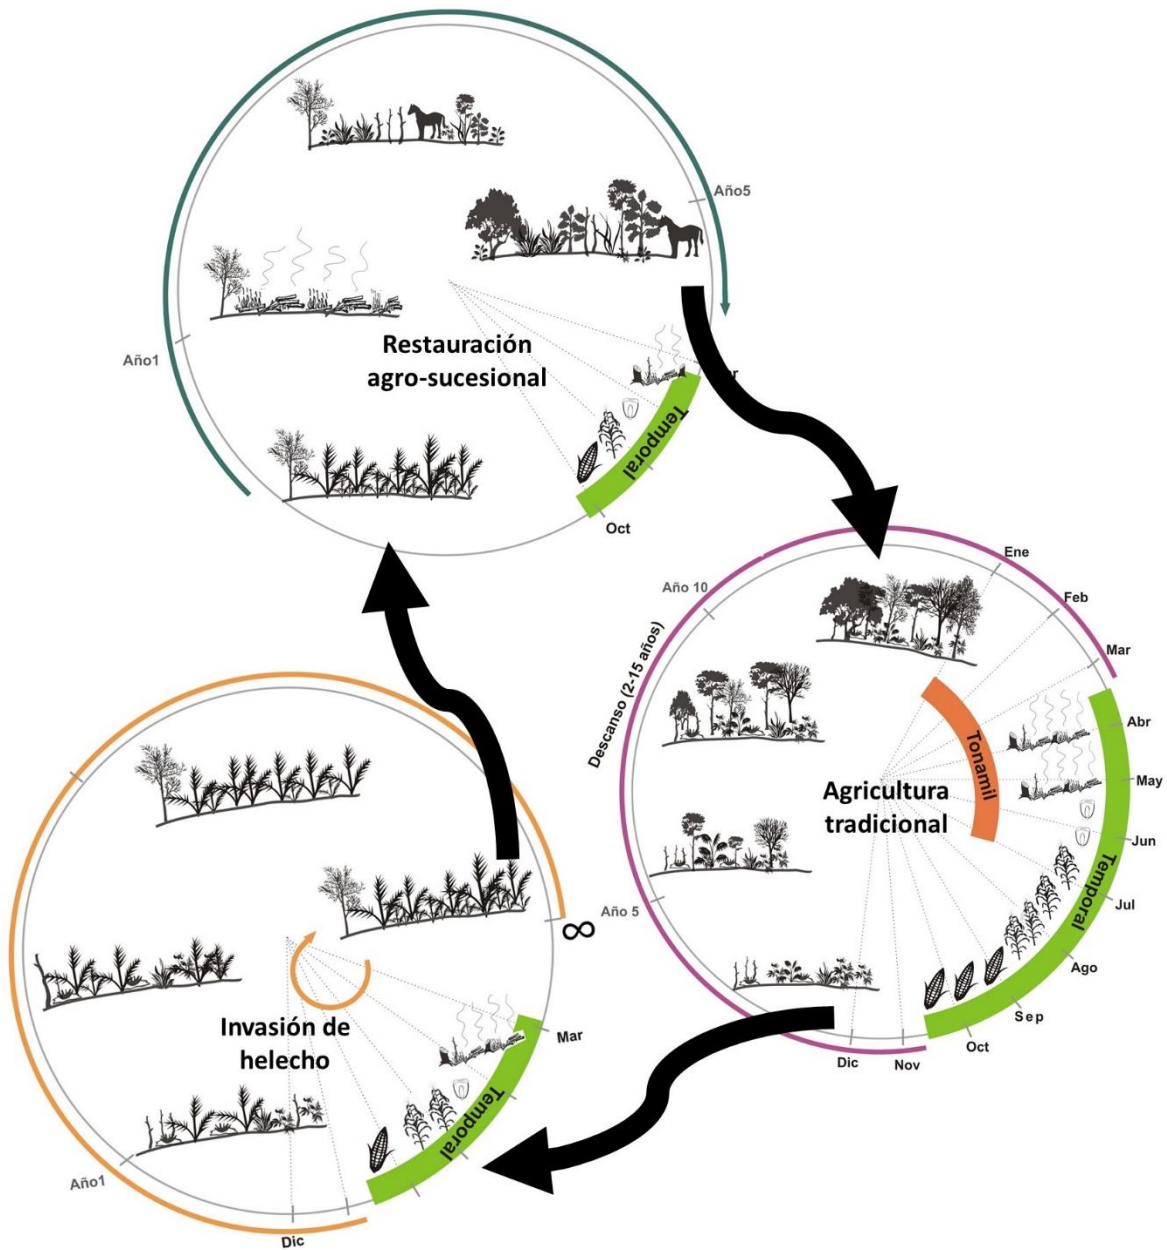 Año5
Año1
Restauración
agro-sucesional
Temporal
Oct
Ene
Feb
Mar
Abr
May
Jun
Jul
Ago
Sep
Oct
Nov
Dic
Año 5
Año 10
Descanso (2-15 años)
Tonamil
Agricultura
tradicional
Temporal
∞
Invasión de
helecho
Mar
Temporal
Año1
Dic